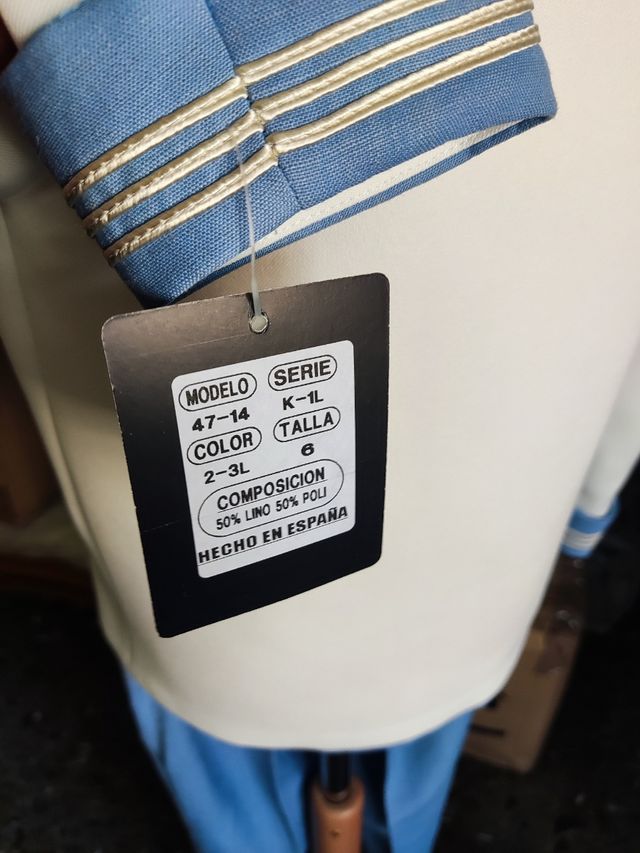 MODELO SERIE
47-14 K-1L
COLOR TALLA
2-3L 6
COMPOSICION
50% LINO 50% POLI
HECHO EN ESPAÑA